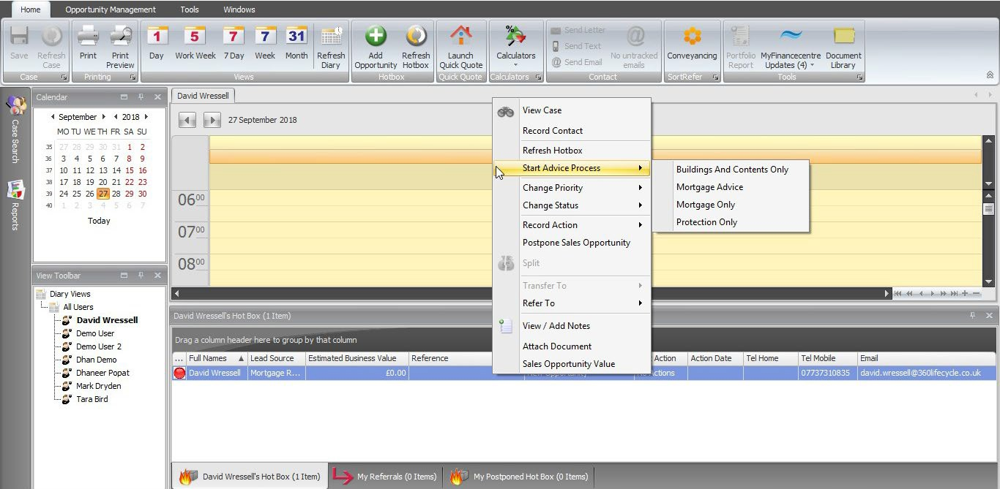 Home Opportunity Management Tools Windows
Save Refresh Case Print Print Preview
1 Day 5 Work Week 7 7 Day 7 Week 31 Month Refresh Diary
Add Opportunity Refresh Hotbox Launch Quick Quote Calculators
Send Letter
Send Text
@ Send Email
@ No untracked emails
Conveyancing Portfolio Report MyFinancecentre Updates (4) Document Library
Case Printing Views Hotbox Quick Quote Calculators Contact SortRefer Tools
Case Search
Reports
Calendar
September 2018
MO TU WE TH FR SA SU
35 27 28 29 30 31 1 2
36 3 4 5 6 7 8 9
37 10 11 12 13 14 15 16
38 17 18 19 20 21 22 23
39 24 25 26 27 28 29 30
40 1 2 3 4 5 6 7
Today
View Toolbar
Diary Views
All Users
David Wressell
Demo User
Demo User 2
Dhan Demo
Dhaneer Popat
Mark Dryden
Tara Bird
David Wressell
27 September 2018
06 00
07 00
08 00
View Case
Record Contact
Refresh Hotbox
Start Advice Process
Change Priority
Change Status
Record Action
Postpone Sales Opportunity
Split
Transfer To
Refer To
View / Add Notes
Attach Document
Sales Opportunity Value
Buildings And Contents Only
Mortgage Advice
Mortgage Only
Protection Only
David Wressell's Hot Box (1 Item)
Drag a column header here to group by that column
... Full Names Lead Source Estimated Business Value Reference Action Action Date Tel Home Tel Mobile Email
David Wressell Mortgage R... £0.00 New Opportunity 07737310835 david.wressell@360lifecycle.co.uk
David Wressell's Hot Box (1 Item) My Referrals (0 Items) My Postponed Hot Box (0 Items)